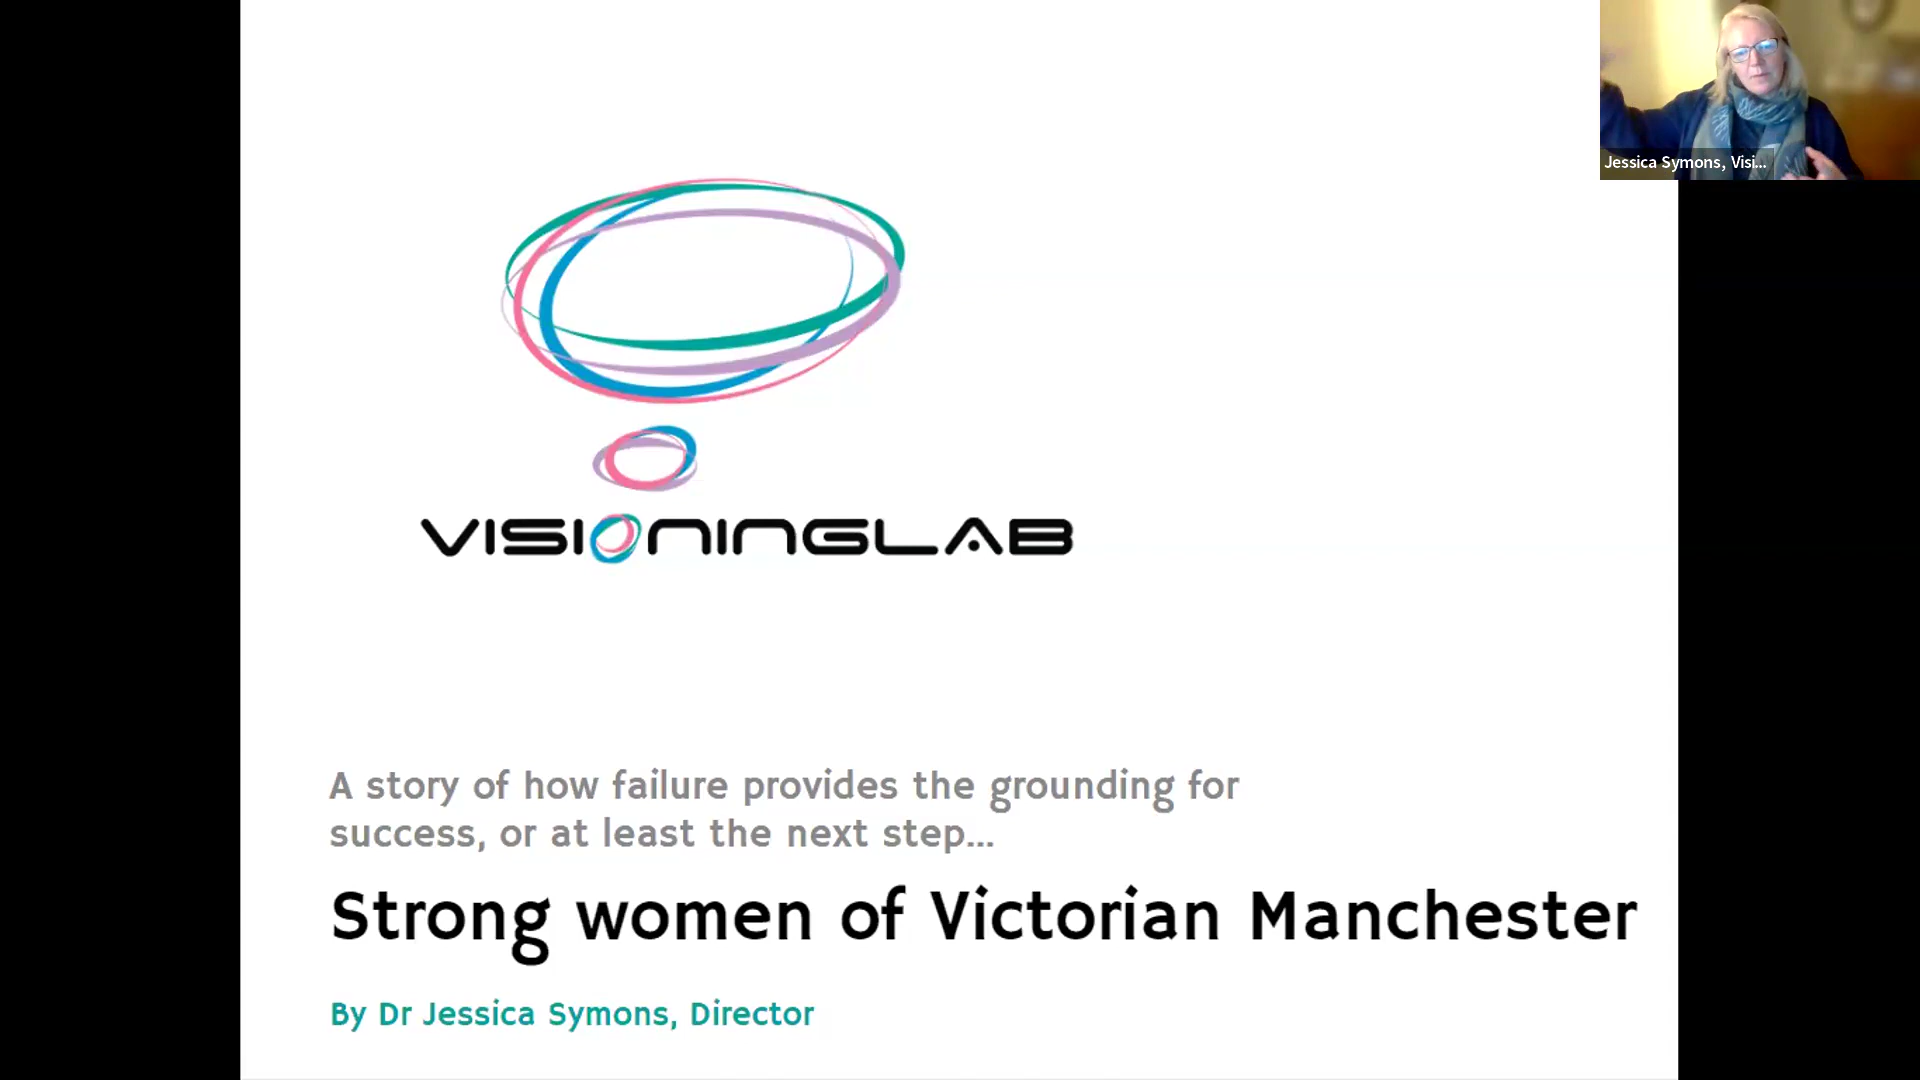 Jessica Symons, Visi...
VISIONINGLAB
A story of how failure provides the grounding for
success, or at least the next step...
Strong women of Victorian Manchester
By Dr Jessica Symons, Director